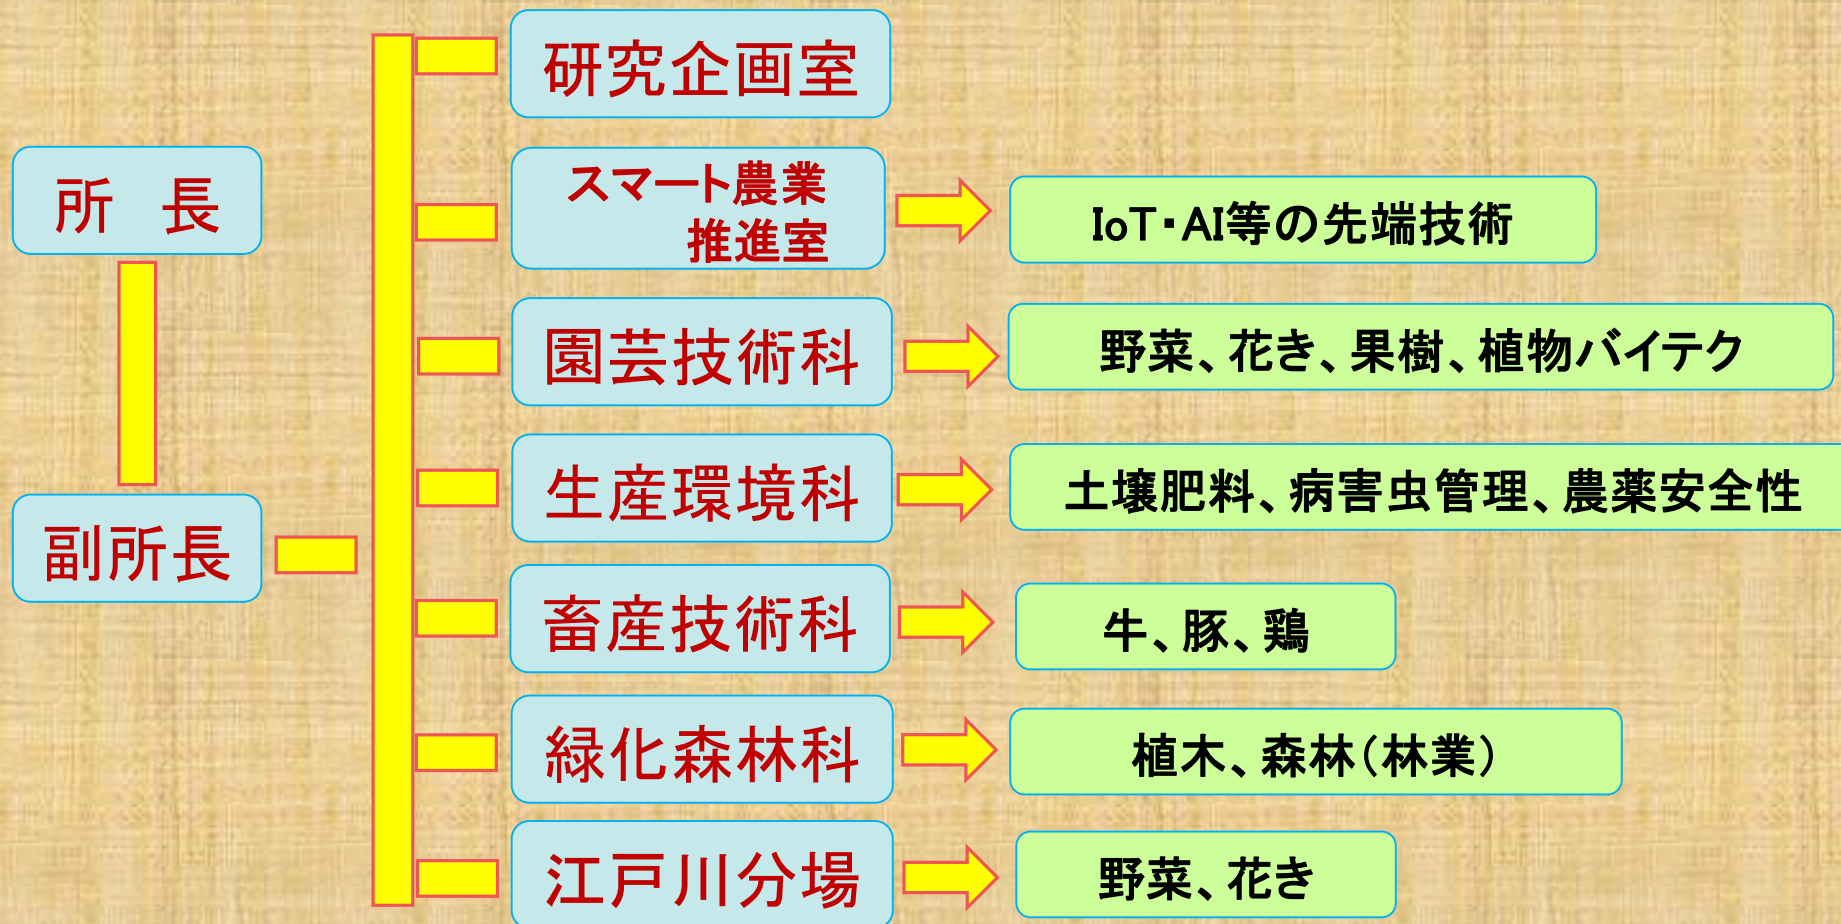 研究企画室
所　長
スマート農業
推進室
IoT・AI等の先端技術
園芸技術科
野菜、花き、果樹、植物バイテク
生産環境科
土壌肥料、病害虫管理、農薬安全性
副所長
畜産技術科
牛、豚、鶏
緑化森林科
植木、森林（林業）
江戸川分場
野菜、花き